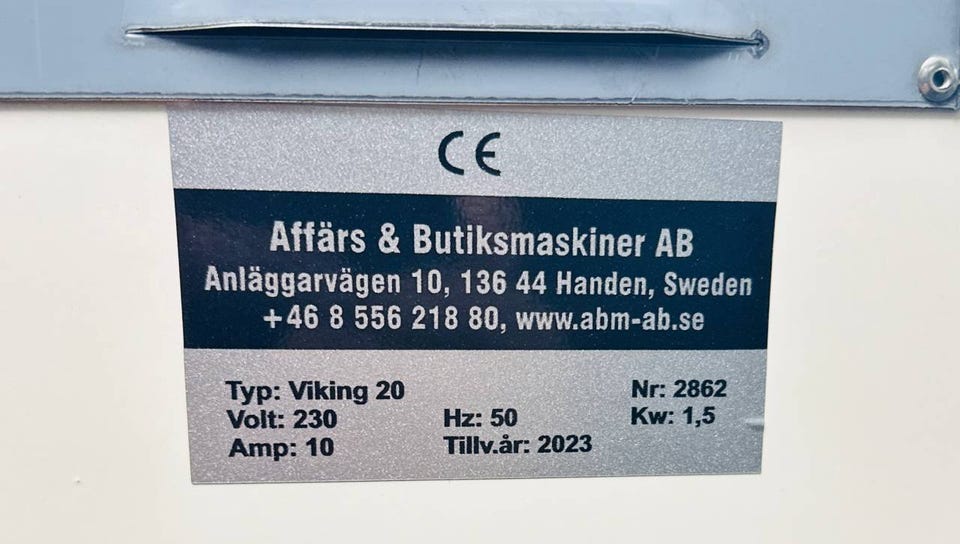 CE
Affärs & Butiksmaskiner AB
Anläggarvägen 10, 136 44 Handen, Sweden
+46 8 556 218 80, www.abm-ab.se
Typ: Viking 20 Nr: 2862
Volt: 230 Hz: 50 Kw: 1,5
Amp: 10 Tillv.år: 2023